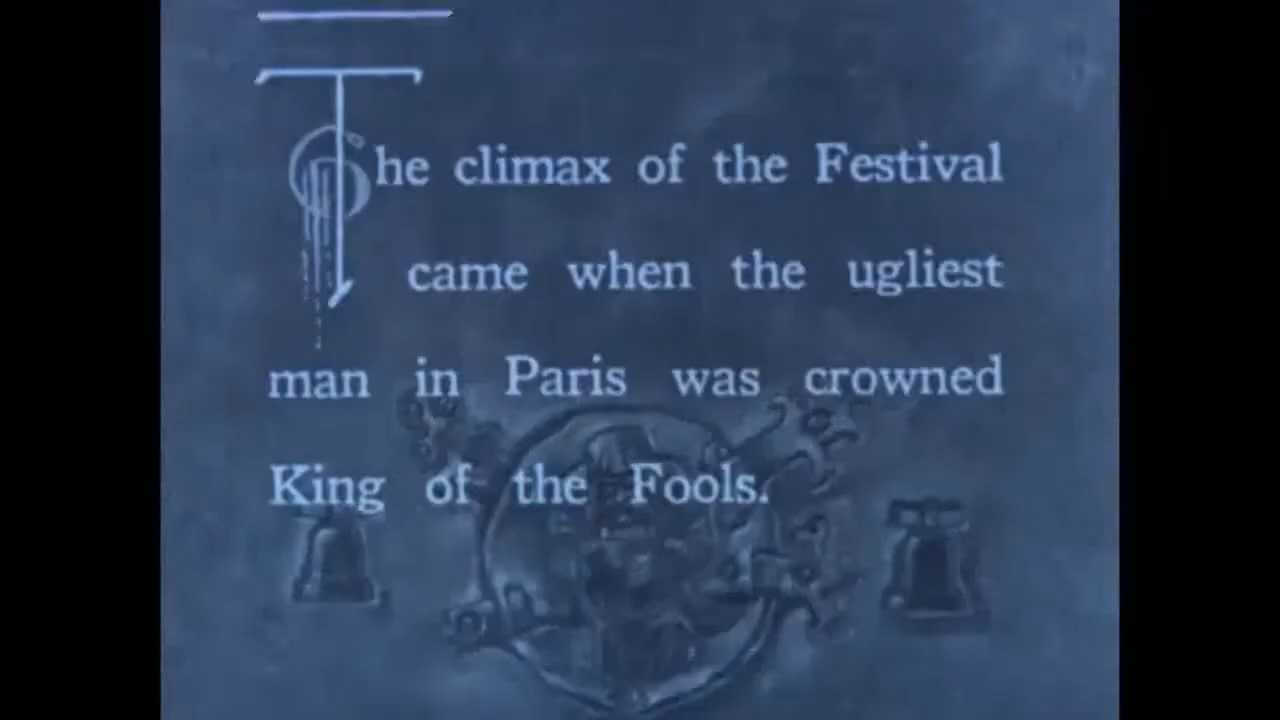 The climax of the Festival
came when the ugliest
man in Paris was crowned
King of the Fools.